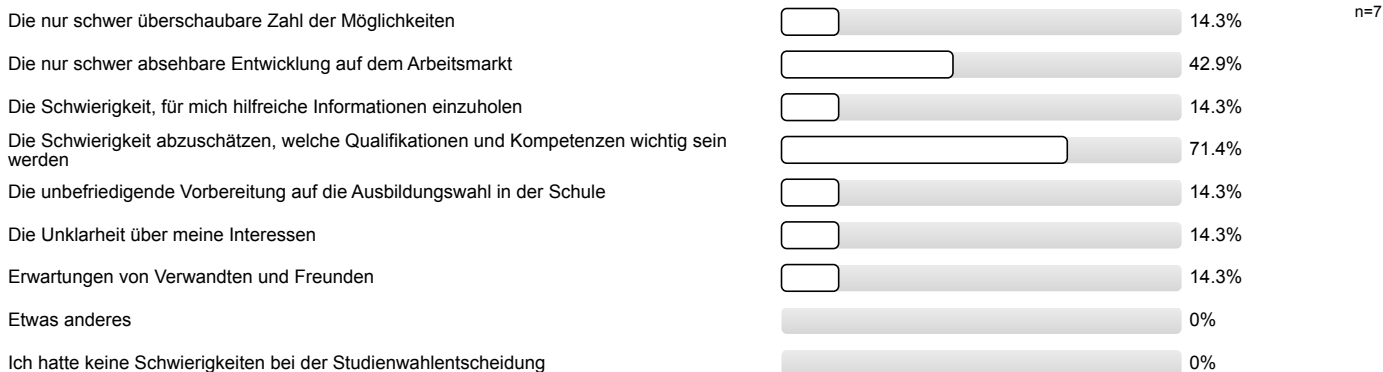 Die nur schwer überschaubare Zahl der Möglichkeiten 14.3% n=7
Die nur schwer absehbare Entwicklung auf dem Arbeitsmarkt 42.9%
Die Schwierigkeit, für mich hilfreiche Informationen einzuholen 14.3%
Die Schwierigkeit abzuschätzen, welche Qualifikationen und Kompetenzen wichtig sein
werden 71.4%
Die unbefriedigende Vorbereitung auf die Ausbildungswahl in der Schule 14.3%
Die Unklarheit über meine Interessen 14.3%
Erwartungen von Verwandten und Freunden 14.3%
Etwas anderes 0%
Ich hatte keine Schwierigkeiten bei der Studienwahlentscheidung 0%